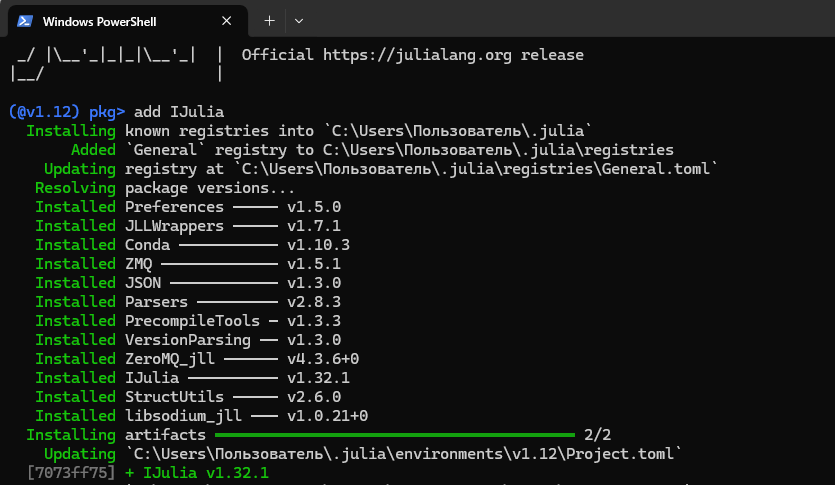 Windows PowerShell
_/ |\__'_|_|_|\__'_|  |  Official https://julialang.org release
|__/                   |
(@v1.12) pkg> add IJulia
Installing known registries into `C:\Users\Пользователь\.julia`
Added `General` registry to C:\Users\Пользователь\.julia\registries
Updating registry at `C:\Users\Пользователь\.julia\registries\General.toml`
Resolving package versions...
Installed Preferences ───── v1.5.0
Installed JLLWrappers ───── v1.7.1
Installed Conda ─────────── v1.10.3
Installed ZMQ ───────────── v1.5.1
Installed JSON ──────────── v1.3.0
Installed Parsers ───────── v2.8.3
Installed PrecompileTools ─ v1.3.3
Installed VersionParsing ── v1.3.0
Installed ZeroMQ_jll ────── v4.3.6+0
Installed IJulia ────────── v1.32.1
Installed StructUtils ───── v2.6.0
Installed libsodium_jll ─── v1.0.21+0
Installing artifacts ━━━━━━━━━━━━━━━━━━━━━━━━━━━━━━ 2/2
Updating `C:\Users\Пользователь\.julia\environments\v1.12\Project.toml`
[7073ff75] + IJulia v1.32.1